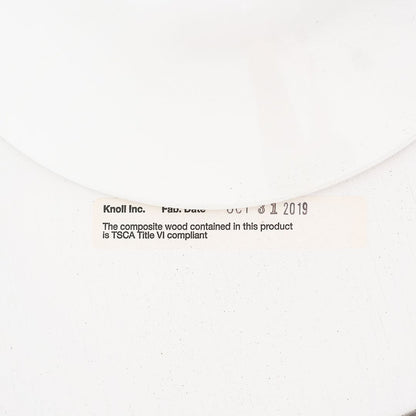 Knoll Inc. Fab. Date OCT 31 2019
The composite wood contained in this product
is TSCA Title VI compliant